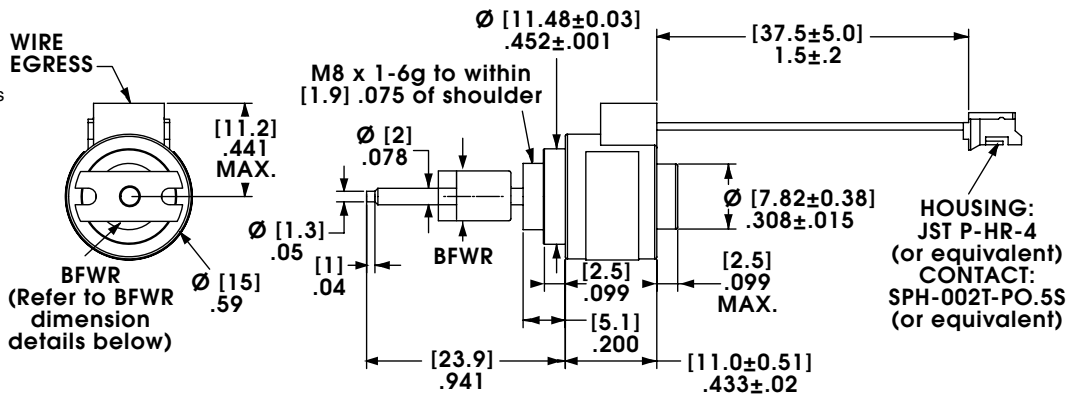 WIRE
EGRESS
s
[11.2]
.441
MAX.
Ø [15]
.59
BFWR
(Refer to BFWR
dimension
details below)
Ø [11.48±0.03]
.452±.001
M8 x 1-6g to within
[1.9] .075 of shoulder
Ø [2]
.078
Ø [1.3]
.05
[1]
.04
BFWR
[37.5±5.0]
1.5±.2
Ø [7.82±0.38]
.308±.015
[2.5]
.099
[2.5]
.099
MAX.
[5.1]
.200
[23.9]
.941
[11.0±0.51]
.433±.02
HOUSING:
JST P-HR-4
(or equivalent)
CONTACT:
SPH-002T-PO.5S
(or equivalent)